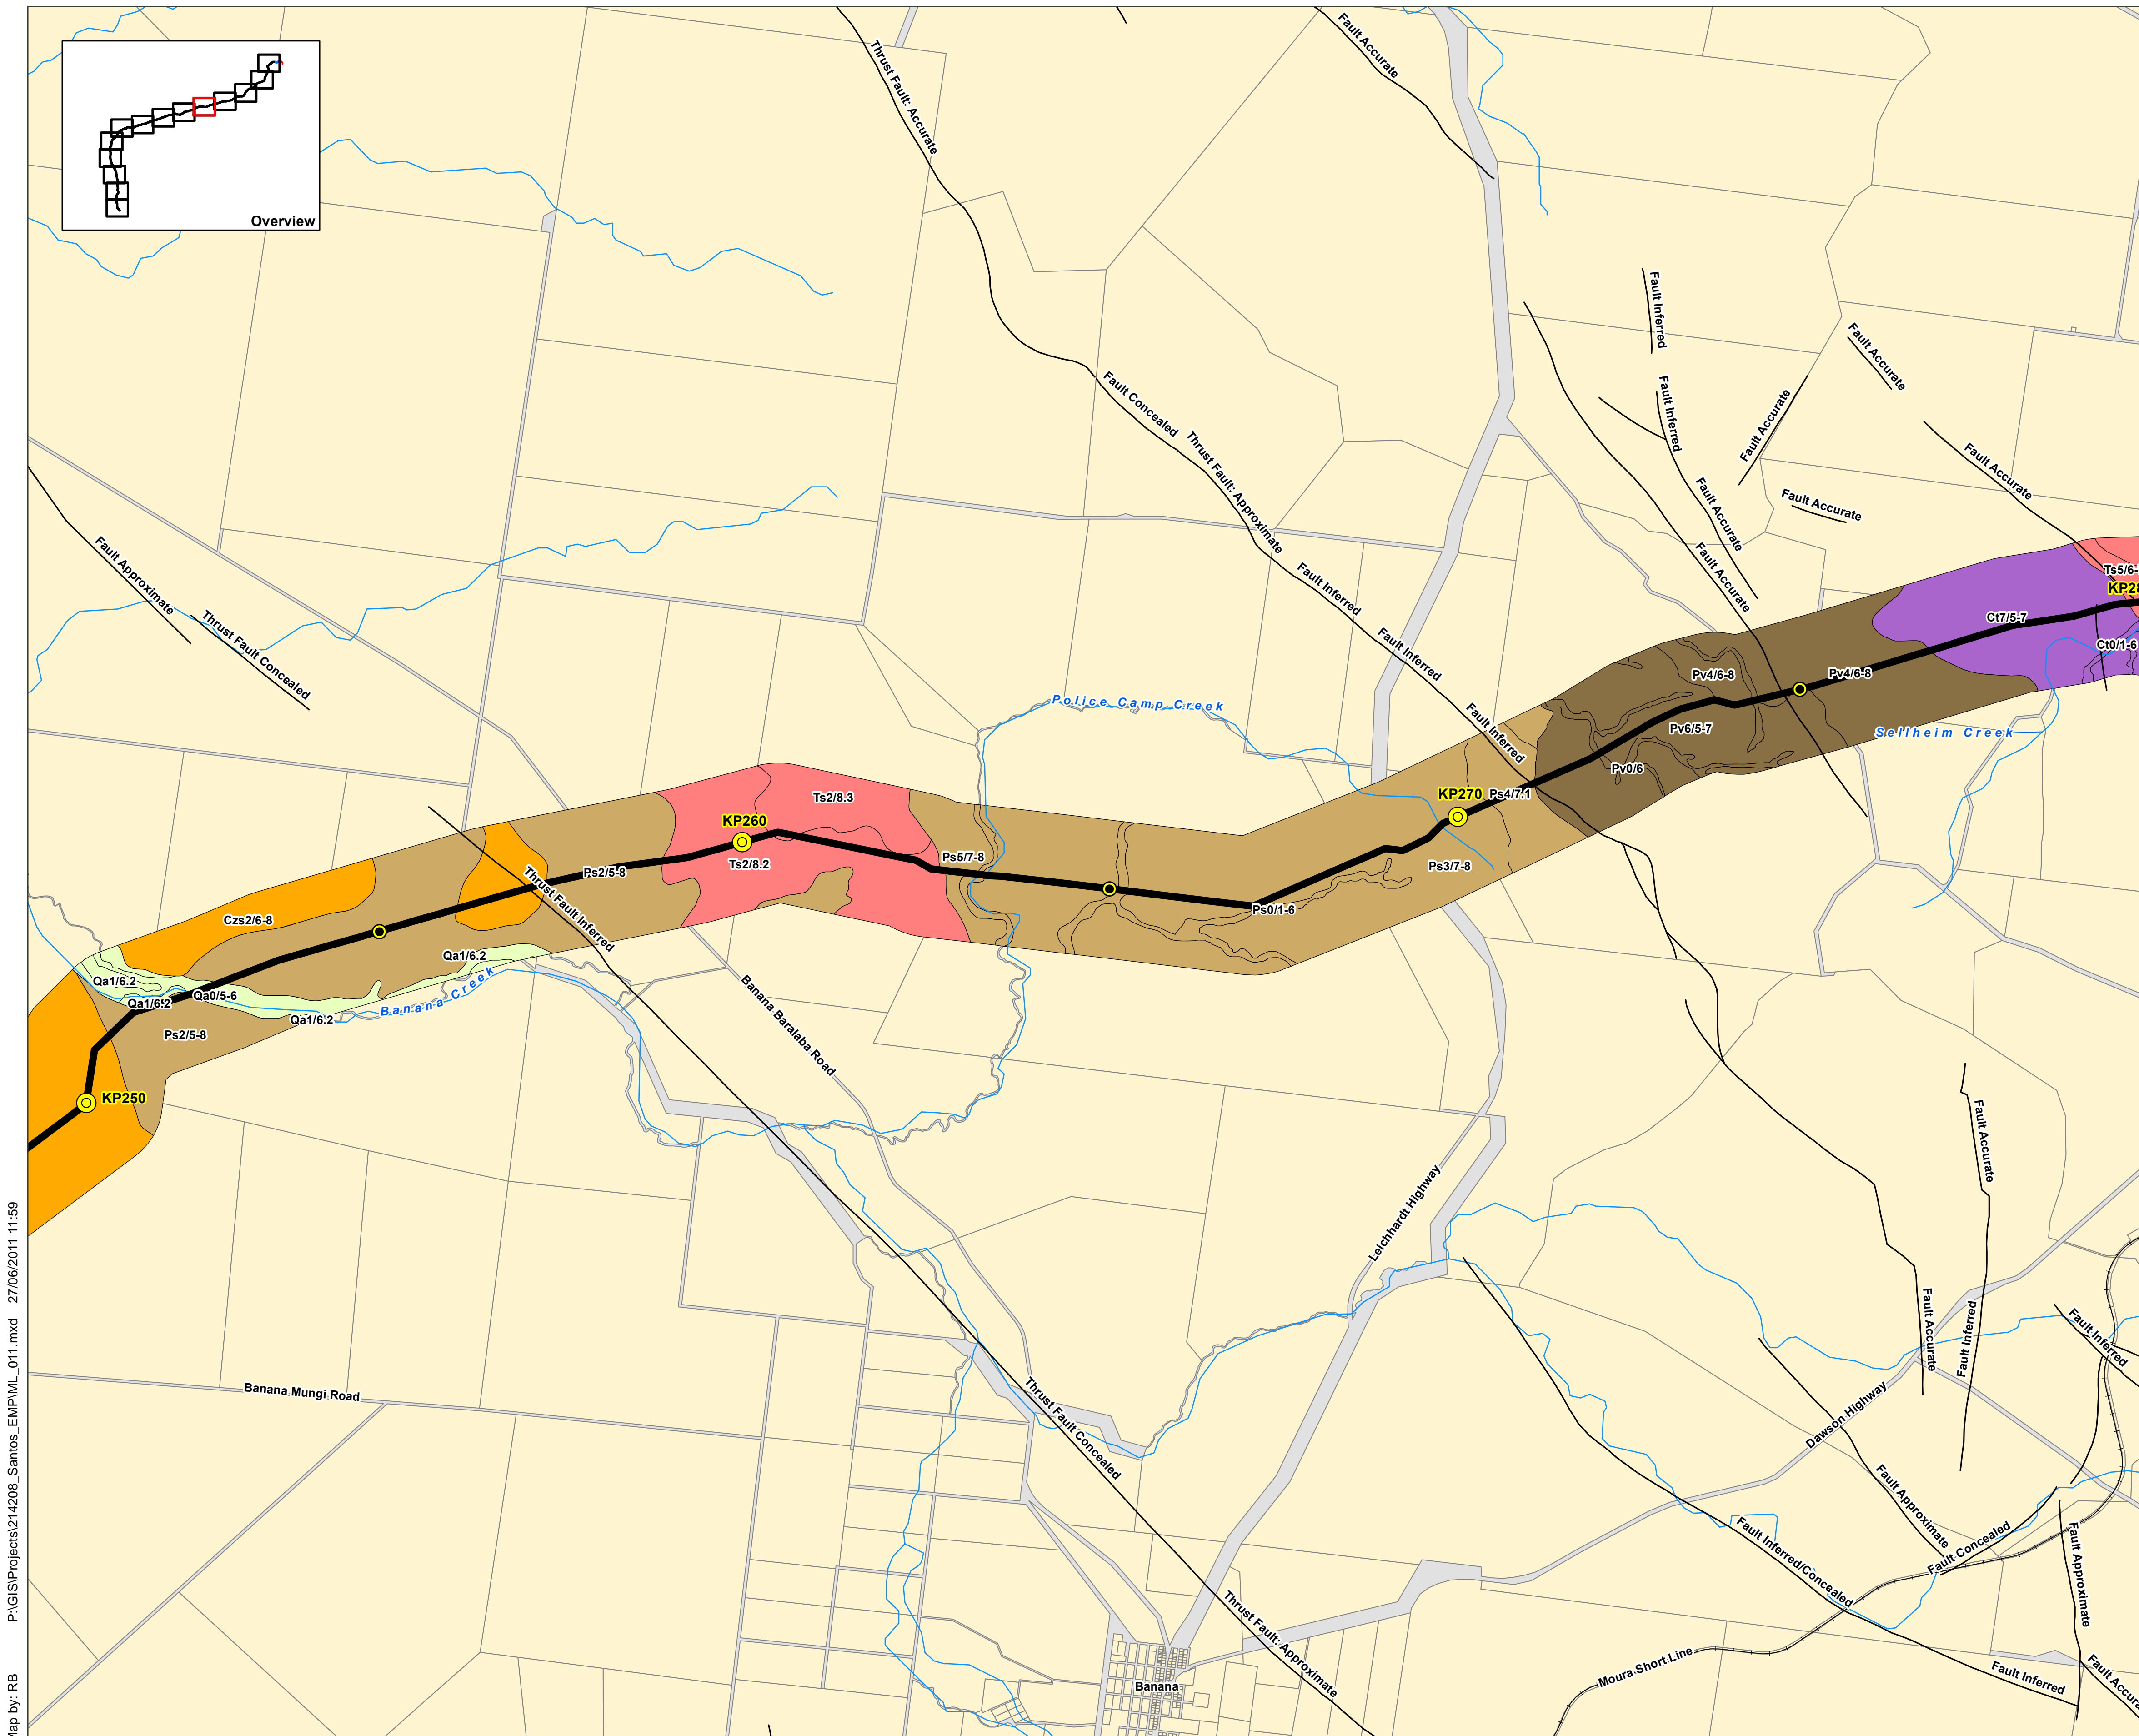 Overview
Thrust Fault: Accurate
Fault Accurate
Fault Inferred
Fault Accurate
Fault Concealed
Fault Inferred
Fault Accurate
Thrust Fault: Approximate
Fault Accurate
Fault Accurate
Fault Accurate
Fault Approximate
Fault Accurate
Fault Inferred
Thrust Fault Concealed
Fault Inferred
Ts5/6-
KP28
Ct7/5-7
Ct0/1-6
Pv4/6-8
Pv4/6-8
Police Camp Creek
Fault Inferred
Pv6/5-7
Sellheim Creek
Pv0/6
Ts2/8.3
KP270
Ps4/7.1
KP260
Ts2/8.2
Ps5/7-8
Ps3/7-8
Ps2/5-8
Thrust Fault Inferred
Ps0/1-6
Czs2/6-8
Qa1/6.2
Qa1/6.2
Qa0/5-6
Qa1/6.2
Qa1/6.2
Banana Creek
Ps2/5-8
Banana Baralaba Road
KP250
Fault Accurate
Leichhardt Highway
Fault Accurate
Fault Inferred
Fault Inferred
Banana Mungi Road
Thrust Fault Concealed
Dawson Highway
Fault Approximate
Fault Inferred/Concealed
Fault Concealed
Fault Approximate
Thrust Fault: Approximate
Moura Short Line
Fault Inferred
Fault Accura
Banana
Map by: RB P:\GIS\Projects\214208_Santos_EMP\ML_011.mxd 27/06/2011 11:59